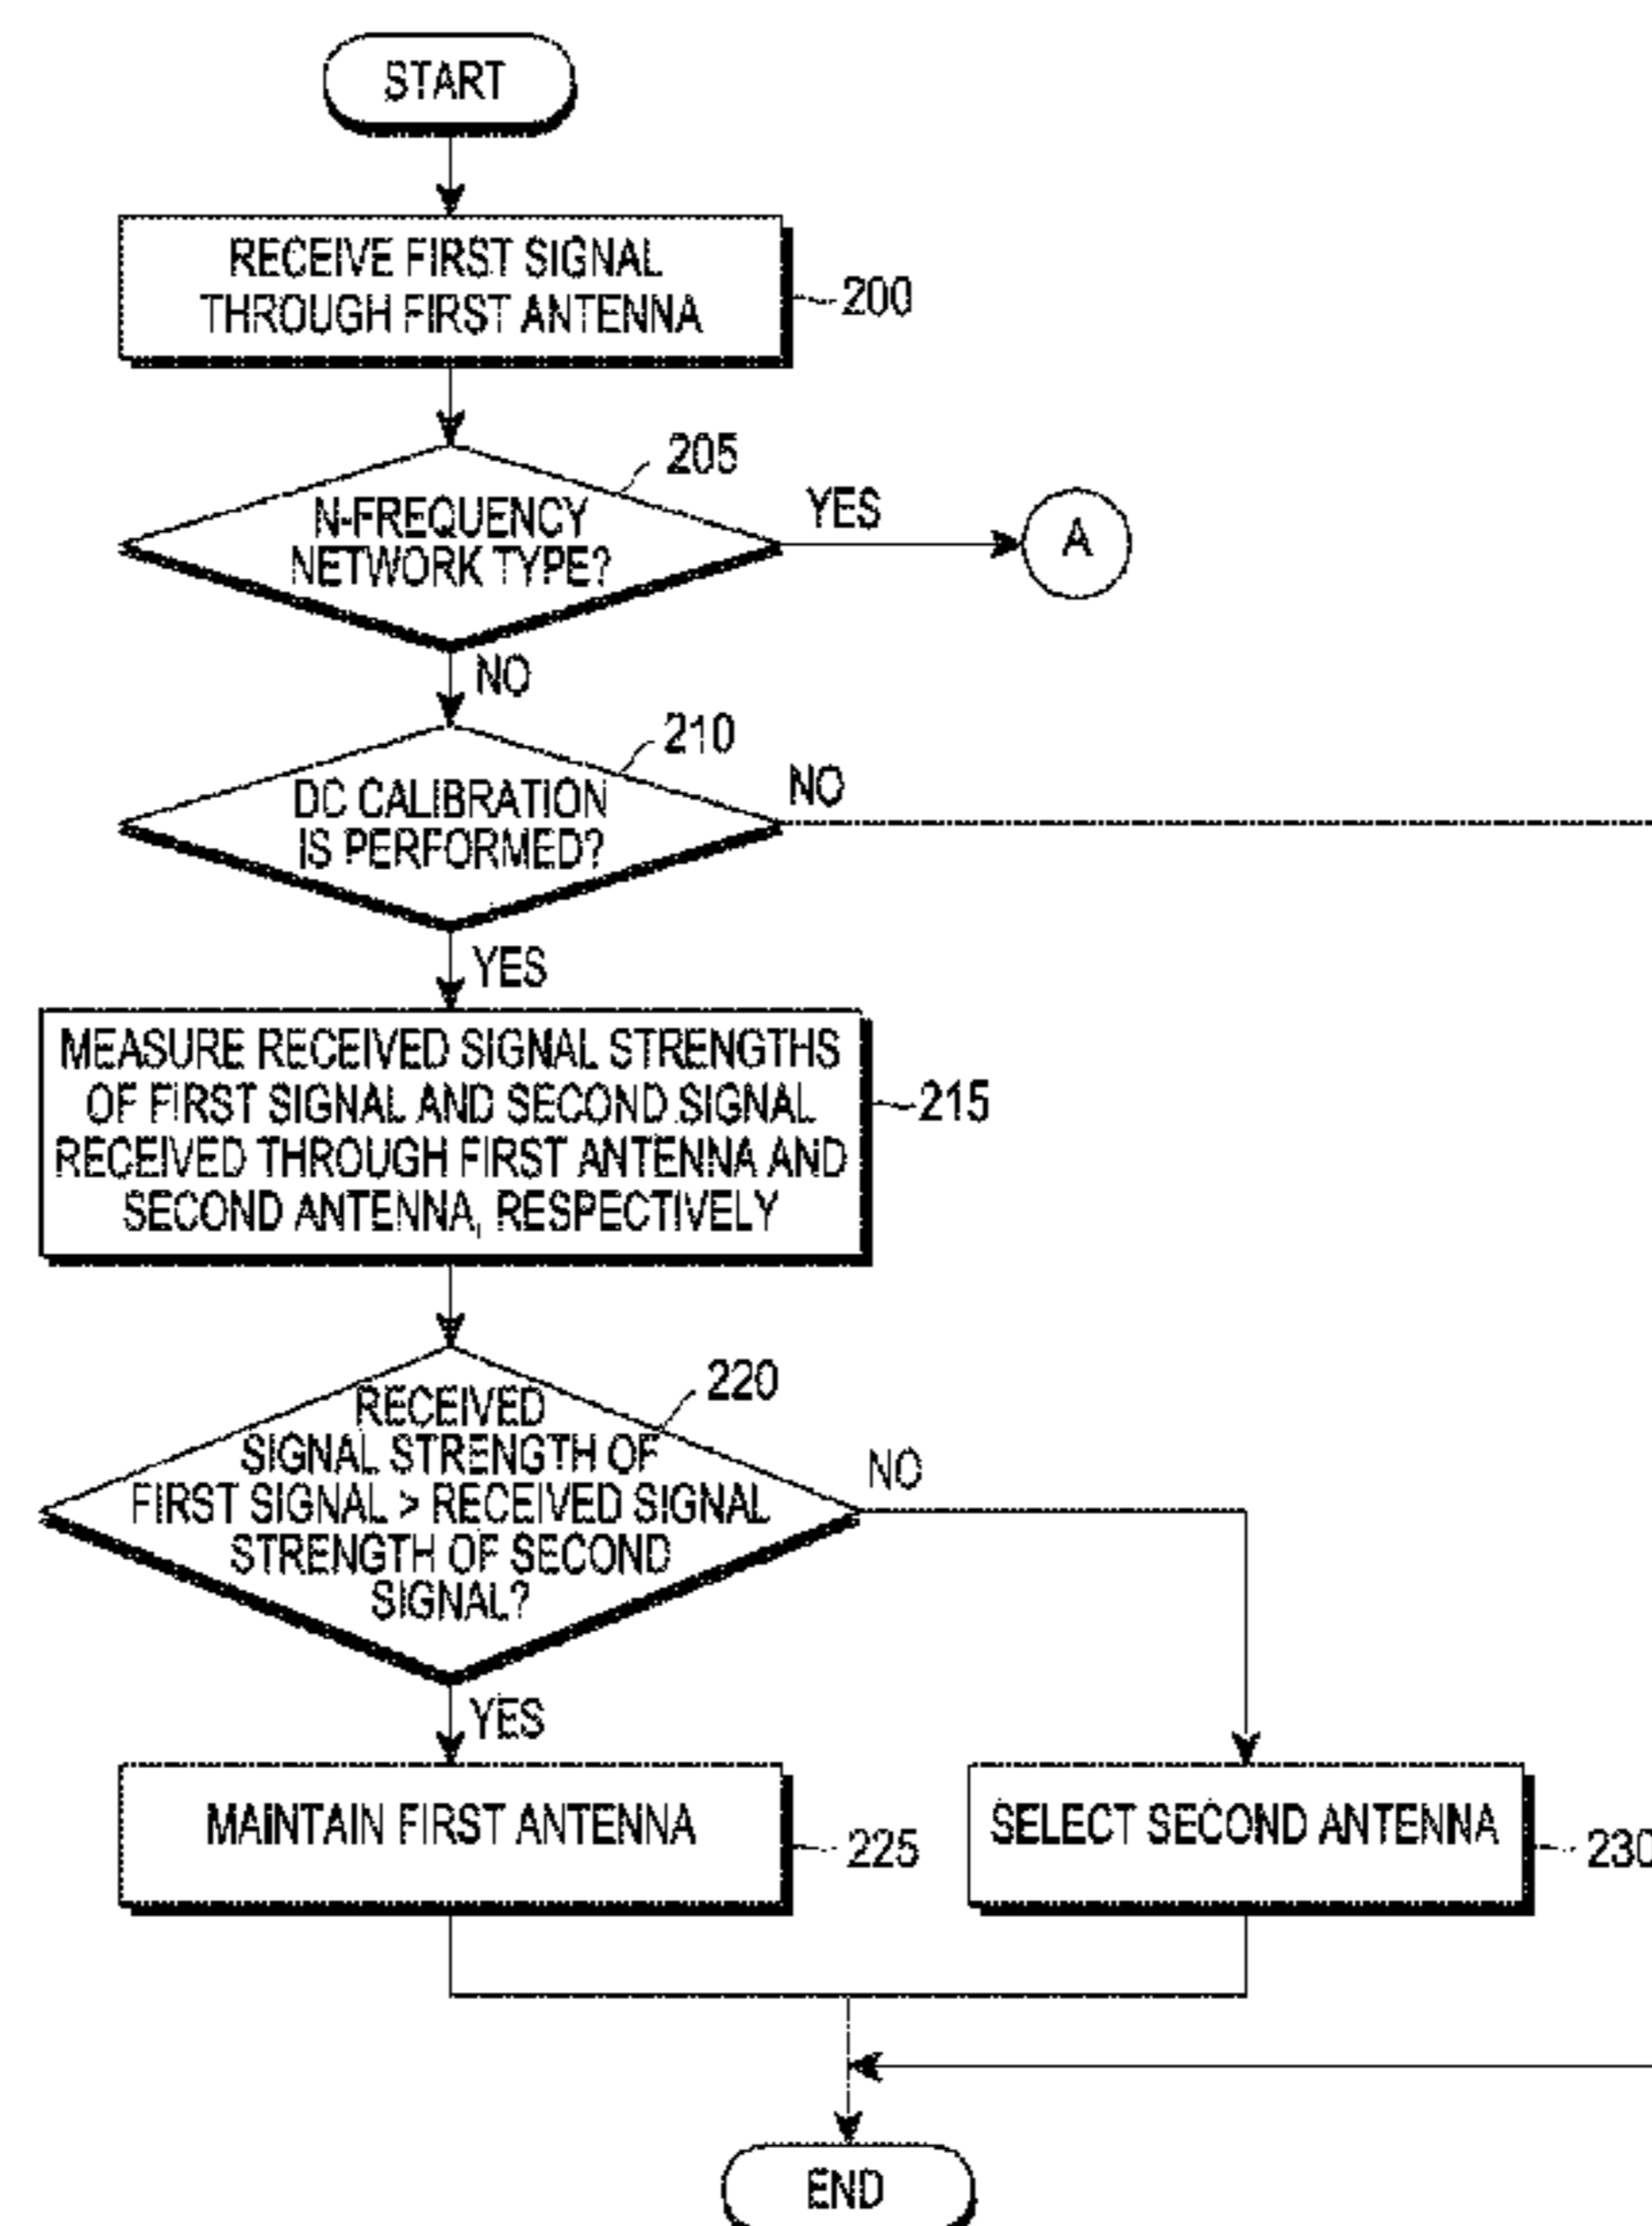 START
RECEIVE FIRST SIGNAL
THROUGH FIRST ANTENNA
200
205
N-FREQUENCY
NETWORK TYPE?
YES
A
NO
210
DC CALIBRATION
IS PERFORMED?
NO
YES
MEASURE RECEIVED SIGNAL STRENGTHS
OF FIRST SIGNAL AND SECOND SIGNAL
RECEIVED THROUGH FIRST ANTENNA AND
SECOND ANTENNA, RESPECTIVELY
215
220
RECEIVED
SIGNAL STRENGTH OF
FIRST SIGNAL > RECEIVED SIGNAL
STRENGTH OF SECOND
SIGNAL?
NO
YES
MAINTAIN FIRST ANTENNA
225
SELECT SECOND ANTENNA
230
END